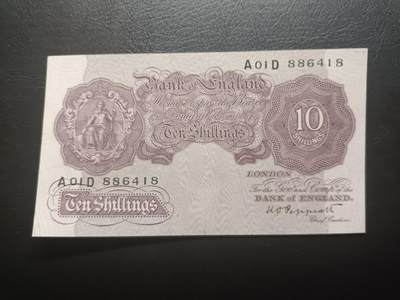 A01D 886418
Bank of England
Ten Shillings
10
SHILLINGS
LONDON
A01D 886418
For the Gov.r and Comp.a of the
BANK OF ENGLAND.
Ten Shillings
K O Peppiatt
Chief Cashier